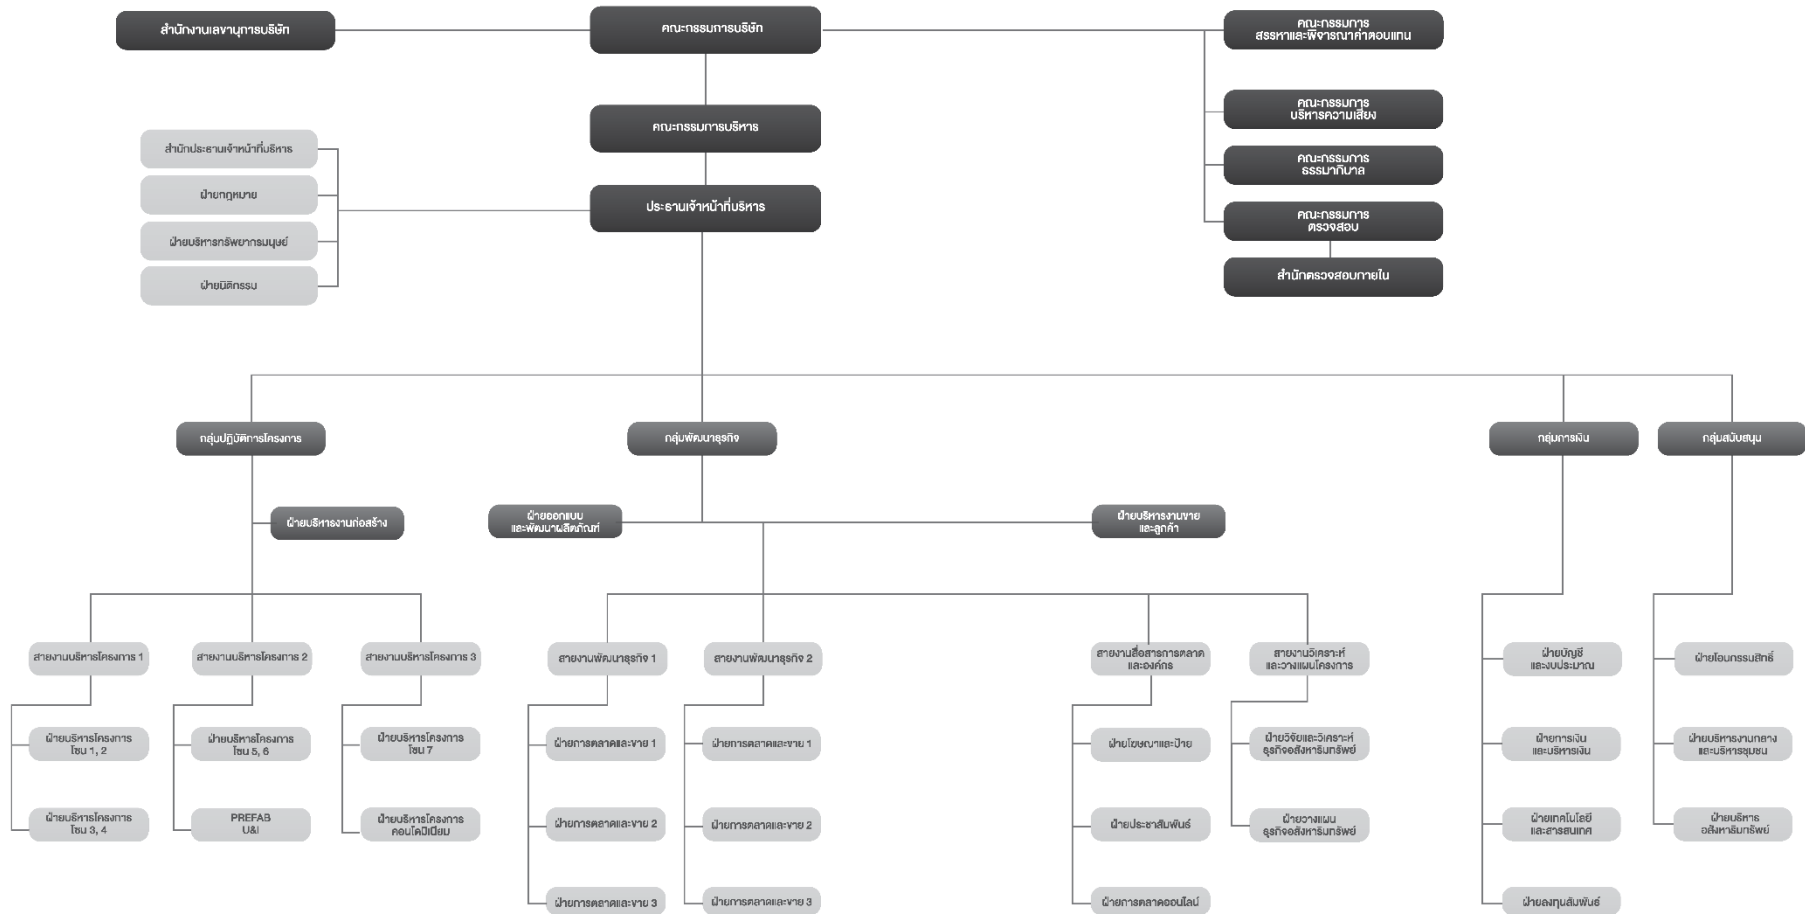 สำนักงานเลขานุการบริษัท
คณะกรรมการบริษัท
คณะกรรมการ
สรรหาและพิจารณาค่าตอบแทน
คณะกรรมการ
บริหารความเสี่ยง
คณะกรรมการบริหาร
สำนักประธานเจ้าหน้าที่บริหาร
คณะกรรมการ
ธรรมาภิบาล
ฝ่ายกฎหมาย
ประธานเจ้าหน้าที่บริหาร
คณะกรรมการ
ตรวจสอบ
ฝ่ายบริหารทรัพยากรมนุษย์
ฝ่ายนิติกรรม
สำนักตรวจสอบภายใน
กลุ่มปฏิบัติการโครงการ
กลุ่มพัฒนาธุรกิจ
กลุ่มการเงิน
กลุ่มสนับสนุน
ฝ่ายบริหารงานก่อสร้าง
ฝ่ายออกแบบ
และพัฒนาผลิตภัณฑ์
ฝ่ายบริหารงานขาย
และลูกค้า
สายงานบริหารโครงการ 1
สายงานบริหารโครงการ 2
สายงานบริหารโครงการ 3
สายงานพัฒนาธุรกิจ 1
สายงานพัฒนาธุรกิจ 2
สายงานสื่อสารการตลาด
และองค์กร
สายงานวิเคราะห์
และวางแผนโครงการ
ฝ่ายบัญชี
และงบประมาณ
ฝ่ายโอนกรรมสิทธิ์
ฝ่ายบริหารโครงการ
โซน 1, 2
ฝ่ายบริหารโครงการ
โซน 5, 6
ฝ่ายบริหารโครงการ
โซน 7
ฝ่ายการตลาดและขาย 1
ฝ่ายการตลาดและขาย 1
ฝ่ายโฆษณาและป้าย
ฝ่ายวิจัยและวิเคราะห์
ธุรกิจอสังหาริมทรัพย์
ฝ่ายการเงิน
และบริหารเงิน
ฝ่ายบริหารงานกลาง
และบริหารชุมชน
ฝ่ายบริหารโครงการ
โซน 3, 4
PREFAB
U&I
ฝ่ายบริหารโครงการ
คอนโดมิเนียม
ฝ่ายการตลาดและขาย 2
ฝ่ายการตลาดและขาย 2
ฝ่ายประชาสัมพันธ์
ฝ่ายวางแผน
ธุรกิจอสังหาริมทรัพย์
ฝ่ายเทคโนโลยี
และสารสนเทศ
ฝ่ายบริหาร
อสังหาริมทรัพย์
ฝ่ายการตลาดและขาย 3
ฝ่ายการตลาดและขาย 3
ฝ่ายการตลาดออนไลน์
ฝ่ายลงทุนสัมพันธ์